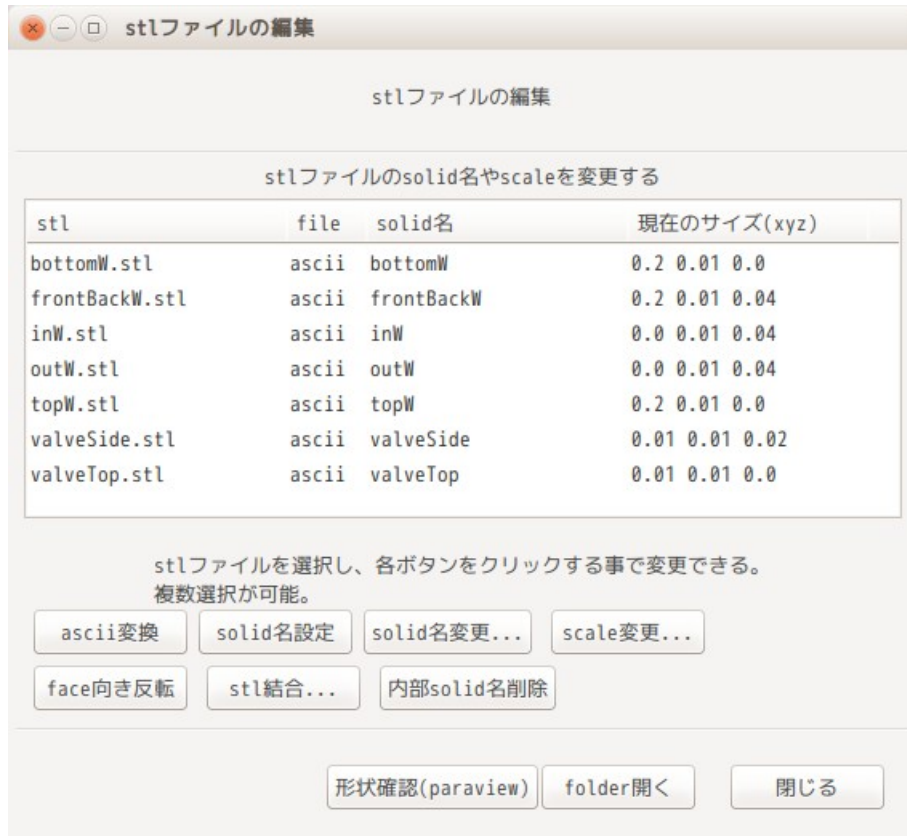 stlファイルの編集
stlファイルの編集
stlファイルのsolid名やscaleを変更する
stl file solid名 現在のサイズ(xyz)
bottomW.stl ascii bottomW 0.2 0.01 0.0
frontBackW.stl ascii frontBackW 0.2 0.01 0.04
inW.stl ascii inW 0.0 0.01 0.04
outW.stl ascii outW 0.0 0.01 0.04
topW.stl ascii topW 0.2 0.01 0.0
valveSide.stl ascii valveSide 0.01 0.01 0.02
valveTop.stl ascii valveTop 0.01 0.01 0.0
stlファイルを選択し、各ボタンをクリックする事で変更できる。
複数選択が可能。
ascii変換 solid名設定 solid名変更... scale変更...
face向き反転 stl結合... 内部solid名削除
形状確認(paraview) folder開く 閉じる